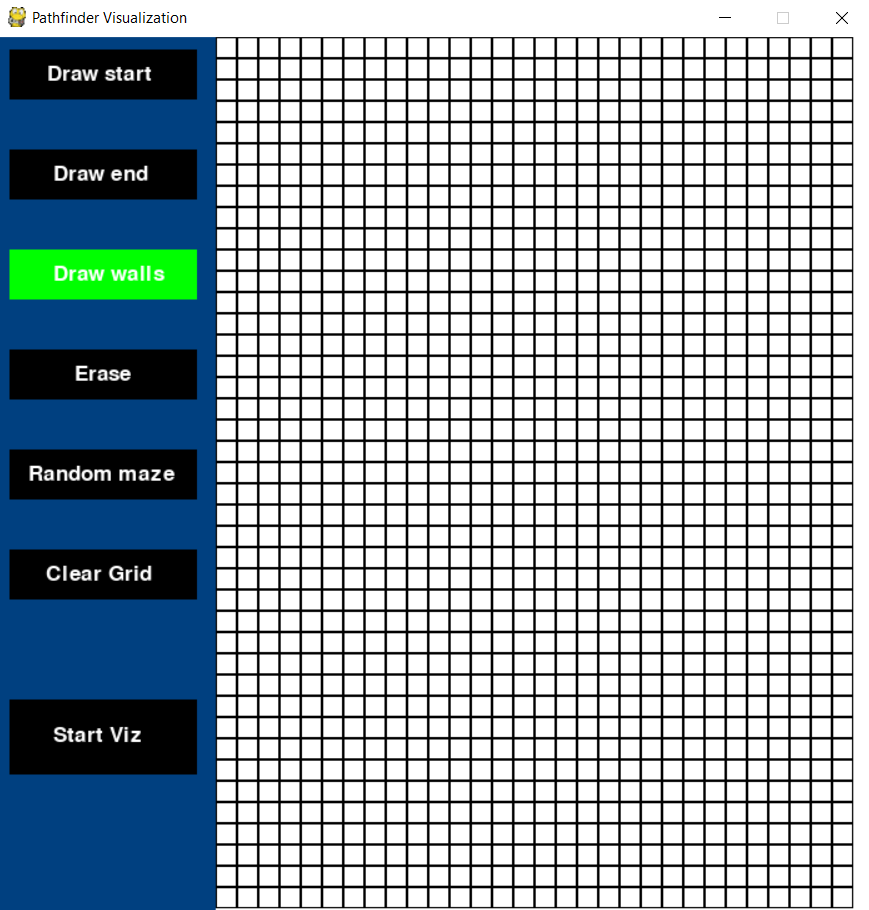 Pathfinder Visualization
Draw start
Draw end
Draw walls
Erase
Random maze
Clear Grid
Start Viz